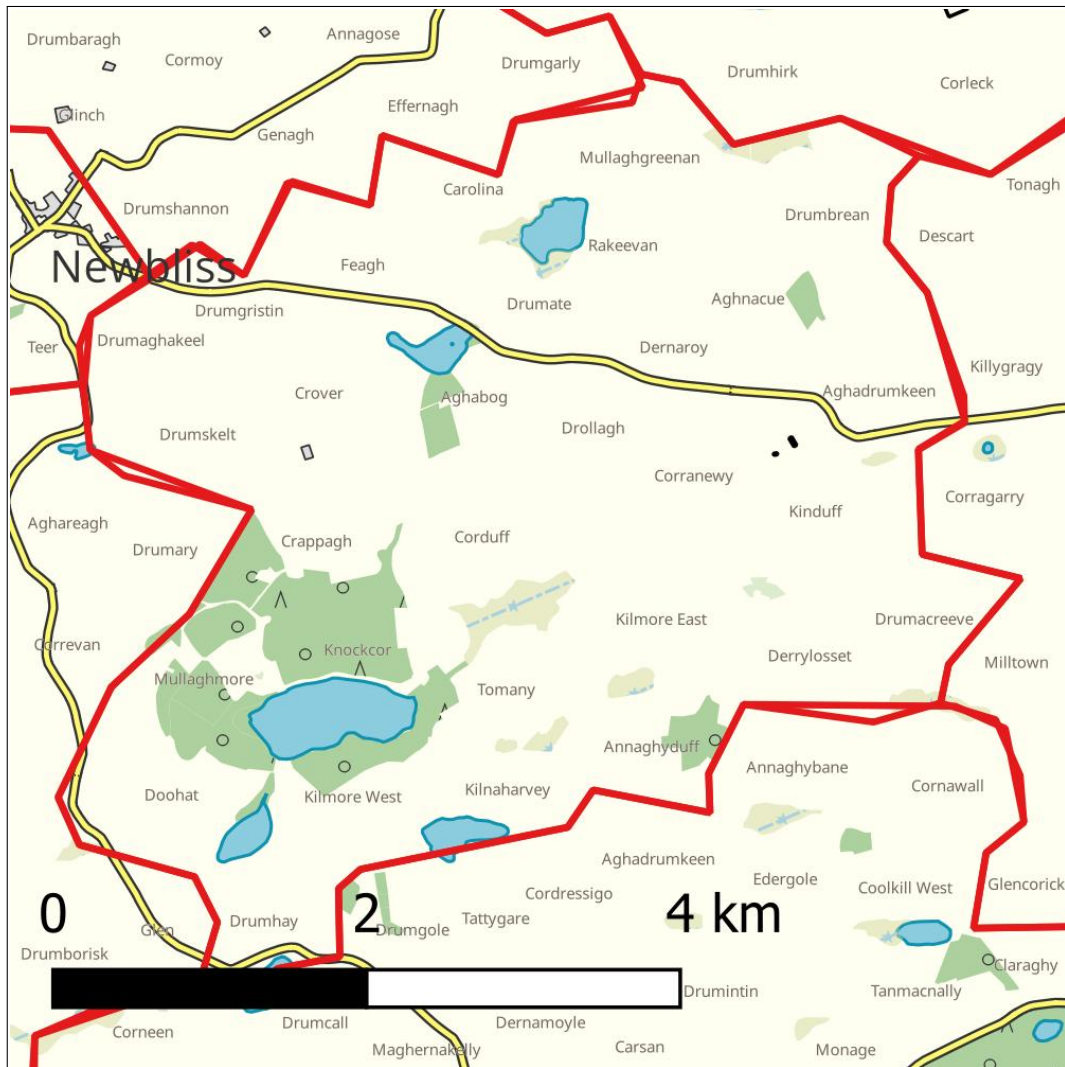 Drumbaragh
Cormoy
Annagose
Drumgarly
Drumhirk
Corleck
Glinch
Effernagh
Genagh
Mullaghgreenan
Carolina
Tonagh
Drumshannon
Drumbrean
Descart
Rakeevan
Newbliss
Feagh
Drumate
Aghnacue
Drumgristin
Teer
Drumaghakeel
Dernaroy
Killygragy
Crover
Aghabog
Aghadrumkeen
Drumskelt
Drollagh
Corranewy
Corragarry
Kinduff
Aghareagh
Drumary
Crappagh
Corduff
Kilmore East
Drumacreeve
Correvan
Knockcor
Derrylosset
Milltown
Mullaghmore
Tomany
Annaghyduff
Annaghybane
Cornawall
Doohat
Kilmore West
Kilnaharvey
Aghadrumkeen
Edergole
Coolkill West
Glencorick
Cordressigo
0 2 4 km
Drumhay
Tattygare
Glen
Drumgole
Drumborisk
Claraghy
Drumintin
Tanmacnally
Corneen
Drumcall
Dernamoyle
Maghernakelly
Carsan
Monage